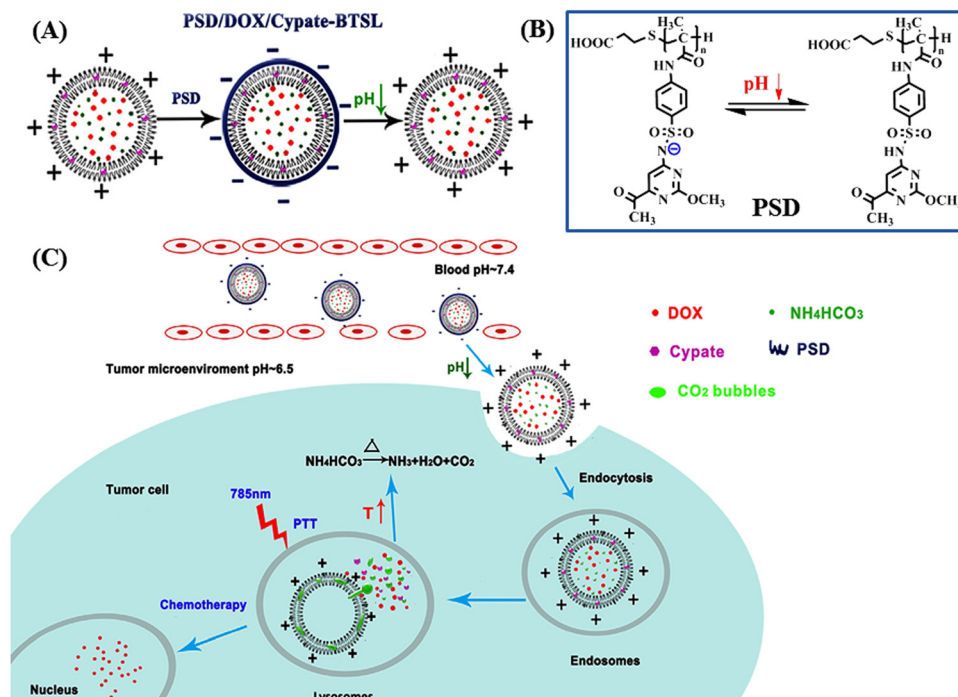 (A)
PSD/DOX/Cypate-BTSL
PSD
pH
(B)
HOOC
S
H₃C
H
n
HN
O
O=S=O
N
⊖
N
N
O
CH₃
OCH₃
pH
PSD
HOOC
S
H₃C
H
n
HN
O
O=S=O
HN
N
N
O
CH₃
OCH₃
(C)
Blood pH~7.4
Tumor microenviroment pH~6.5
pH
DOX
NH₄HCO₃
Cypate
PSD
CO₂ bubbles
NH₄HCO₃ →△ NH₃+H₂O+CO₂
Endocytosis
Tumor cell
785nm
PTT
T
Chemotherapy
Endosomes
Nucleus
Lysosomes